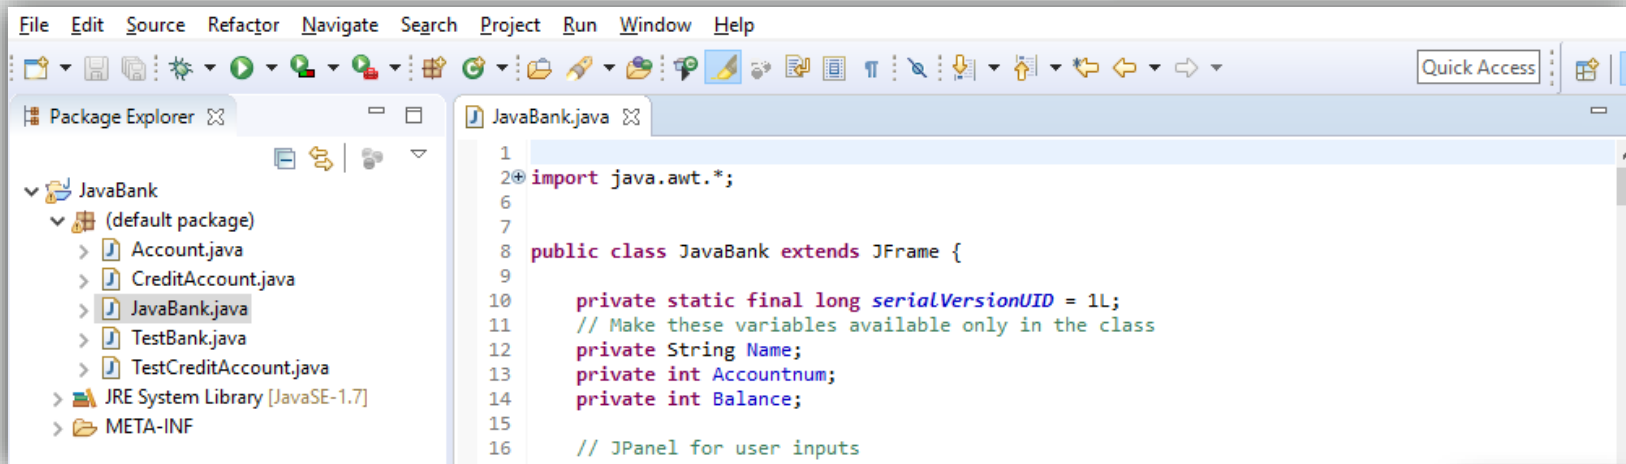 File Edit Source Refactor Navigate Search Project Run Window Help
Quick Access
Package Explorer
JavaBank
(default package)
Account.java
CreditAccount.java
JavaBank.java
TestBank.java
TestCreditAccount.java
JRE System Library [JavaSE-1.7]
META-INF
JavaBank.java
1
2 import java.awt.*;
6
7
8 public class JavaBank extends JFrame {
9
10 private static final long serialVersionUID = 1L;
11 // Make these variables available only in the class
12 private String Name;
13 private int Accountnum;
14 private int Balance;
15
16 // JPanel for user inputs